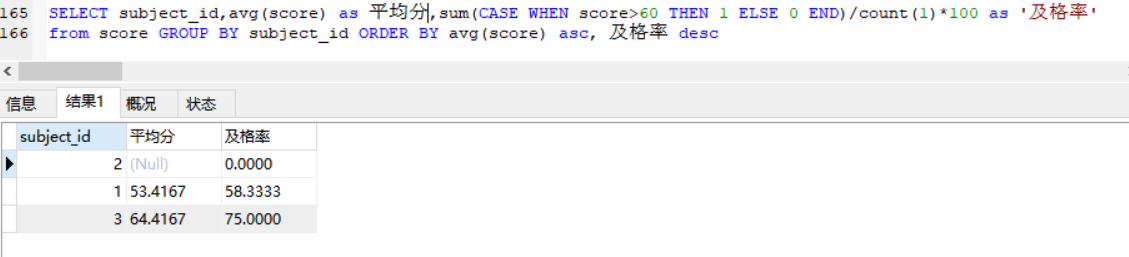 165 SELECT subject_id,avg(score) as 平均分,sum(CASE WHEN score>60 THEN 1 ELSE 0 END)/count(1)*100 as '及格率'
166 from score GROUP BY subject_id ORDER BY avg(score) asc, 及格率 desc
信息 结果1 概况 状态
subject_id 平均分 及格率
2 (Null) 0.0000
1 53.4167 58.3333
3 64.4167 75.0000